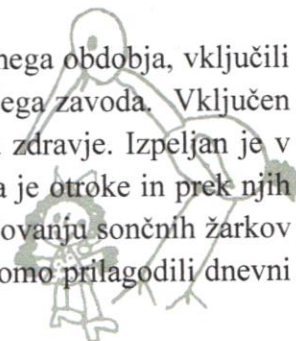 nega obdobja, vključili
ega zavoda. Vključen
zdravje. Izpeljan je v
a je otroke in prek njih
ovanju sončnih žarkov
omo prilagodili dnevni